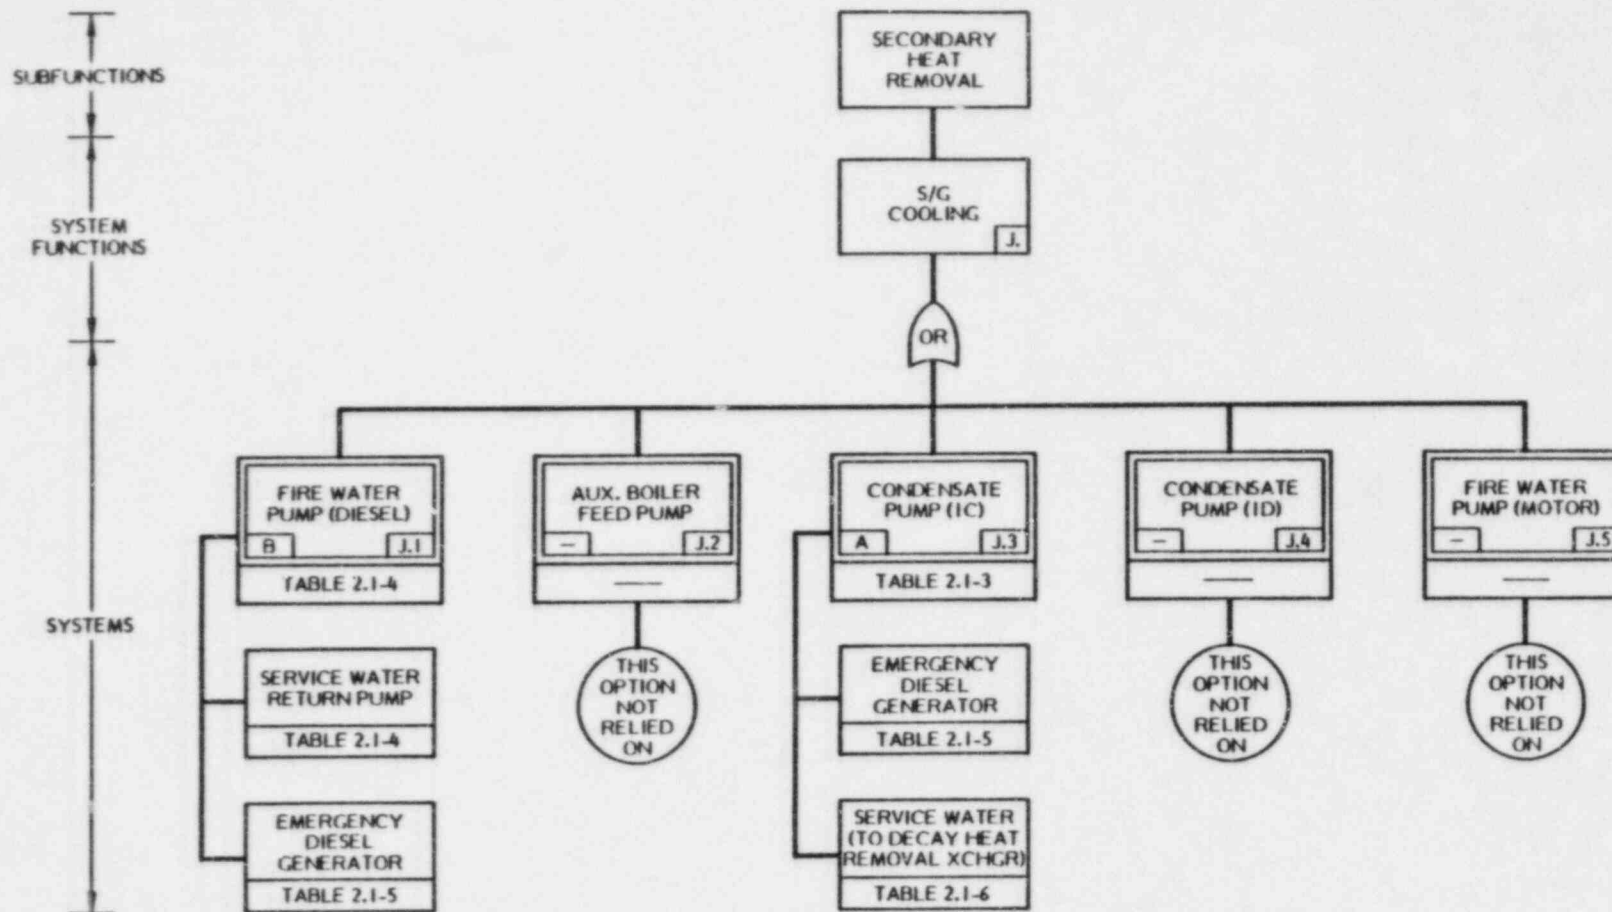 SUBFUNCTIONS
SECONDARY
HEAT
REMOVAL
SYSTEM
FUNCTIONS
S/G
COOLING
J.
OR
SYSTEMS
FIRE WATER
PUMP (DIESEL)
B
J.1
TABLE 2.1-4
SERVICE WATER
RETURN PUMP
TABLE 2.1-4
EMERGENCY
DIESEL
GENERATOR
TABLE 2.1-5
AUX. BOILER
FEED PUMP
—
J.2
—
THIS
OPTION
NOT
RELIED
ON
CONDENSATE
PUMP (1C)
A
J.3
TABLE 2.1-3
EMERGENCY
DIESEL
GENERATOR
TABLE 2.1-5
SERVICE WATER
(TO DECAY HEAT
REMOVAL XCHGR)
TABLE 2.1-6
CONDENSATE
PUMP (1D)
—
J.4
—
THIS
OPTION
NOT
RELIED
ON
FIRE WATER
PUMP (MOTOR)
—
J.5
—
THIS
OPTION
NOT
RELIED
ON